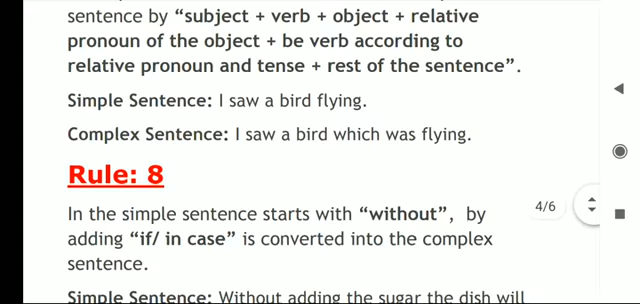 sentence by “subject + verb + object + relative
pronoun of the object + be verb according to
relative pronoun and tense + rest of the sentence”.
Simple Sentence: I saw a bird flying.
Complex Sentence: I saw a bird which was flying.
Rule: 8
In the simple sentence starts with “without”, by
adding “if/ in case” is converted into the complex
sentence.
4/6
Simple Sentence: Without adding the sugar the dish will